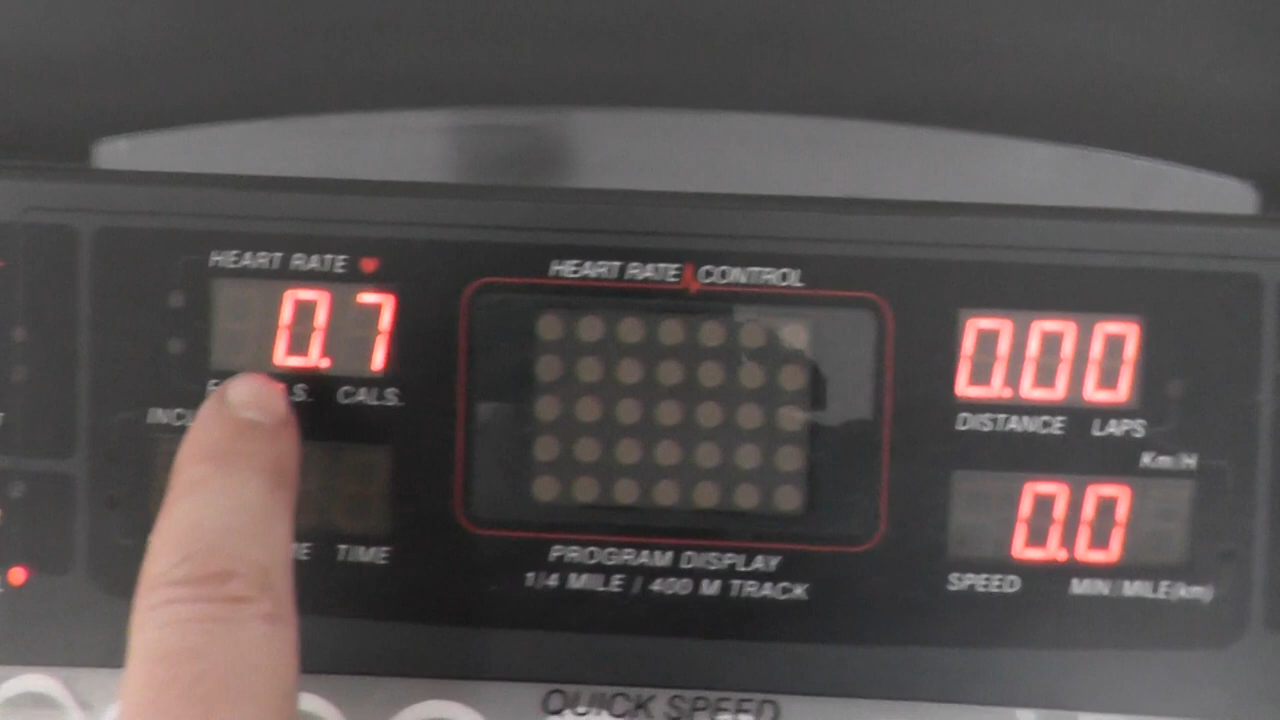 HEART RATE
0.7
CALS.
HEART RATE CONTROL
PROGRAM DISPLAY
1/4 MILE / 400 M TRACK
0.00
DISTANCE LAPS
Km/H
0.0
SPEED MIN/MILE(km)
TIME
QUICK SPEED